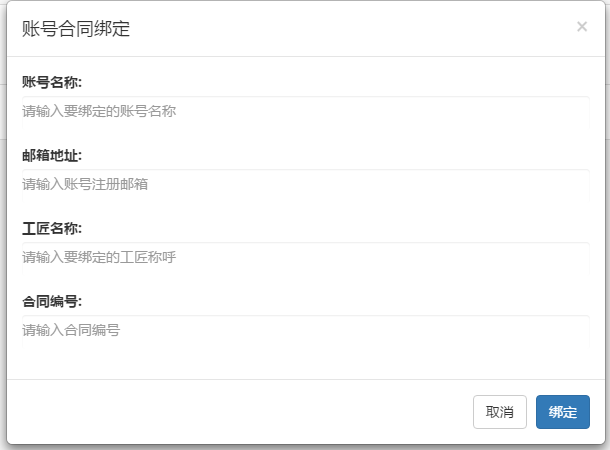 账号合同绑定
×
账号名称:
请输入要绑定的账号名称
邮箱地址:
请输入账号注册邮箱
工匠名称:
请输入要绑定的工匠称呼
合同编号:
请输入合同编号
取消 绑定